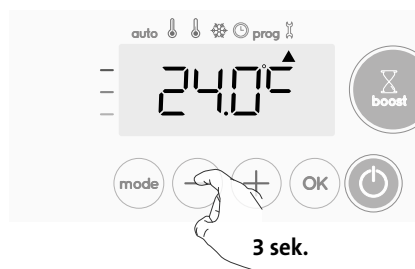 auto prog
24.0°C
boost
mode − + OK
3 sek.